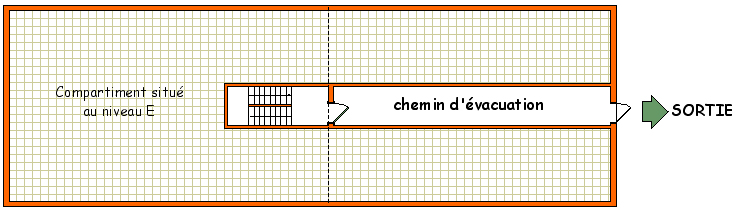 Compartiment situé
au niveau E
chemin d'évacuation
SORTIE